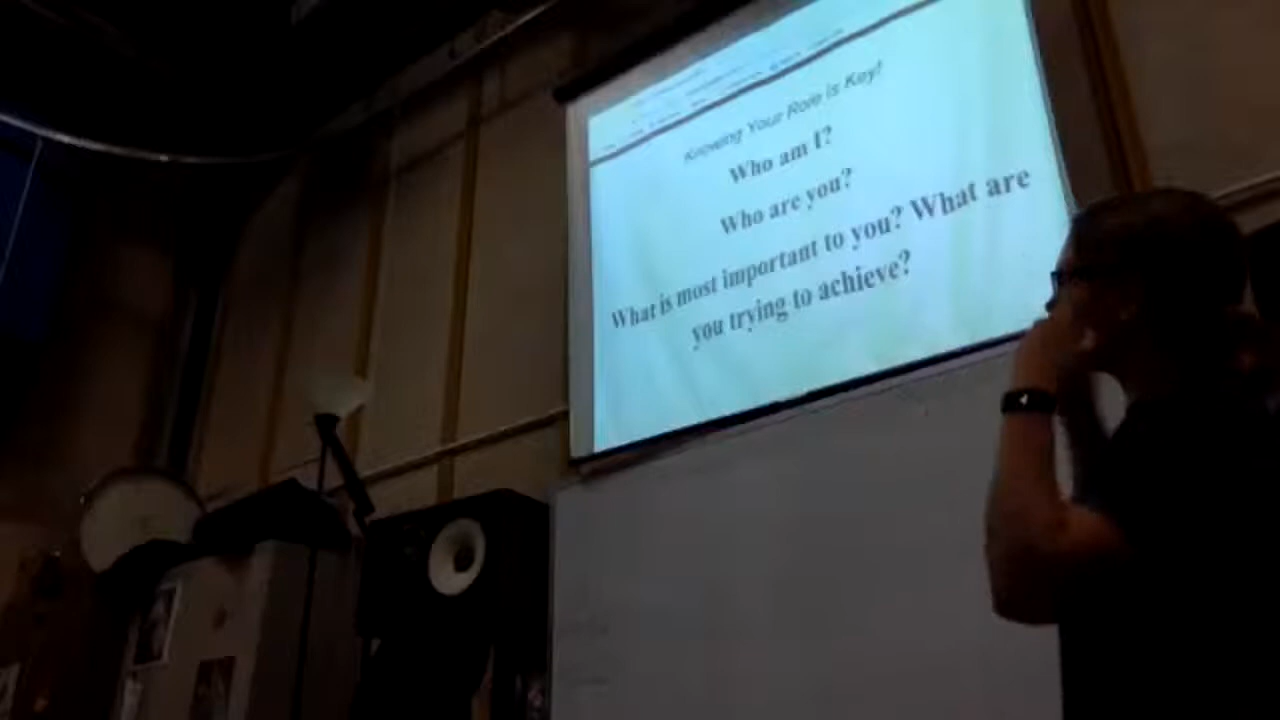 Knowing Your Role is Key!
Who am I?
Who are you?
What is most important to you? What are
you trying to achieve?